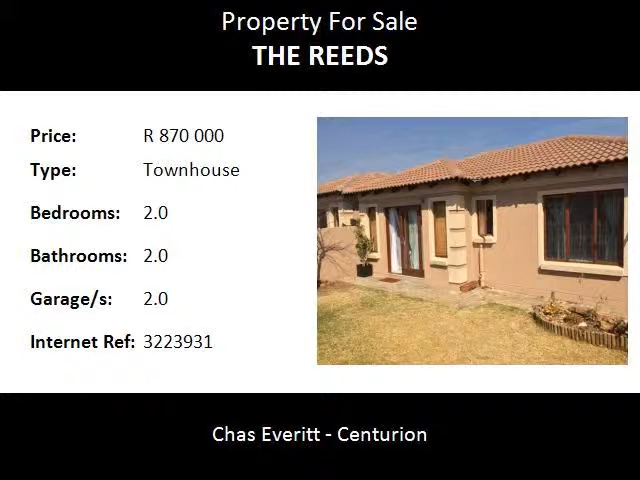 Property For Sale
THE REEDS
Price: R 870 000
Type: Townhouse
Bedrooms: 2.0
Bathrooms: 2.0
Garage/s: 2.0
Internet Ref: 3223931
Chas Everitt - Centurion